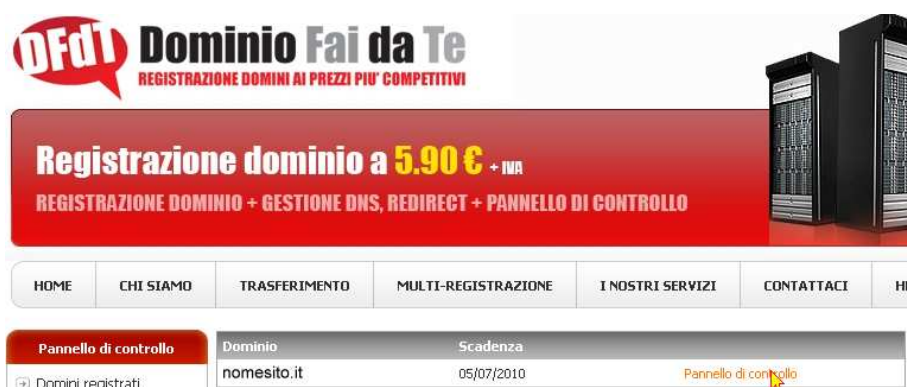 DFdT
Dominio Fai da Te
REGISTRAZIONE DOMINI AI PREZZI PIU' COMPETITIVI
Registrazione dominio a 5.90 € + IVA
REGISTRAZIONE DOMINIO + GESTIONE DNS, REDIRECT + PANNELLO DI CONTROLLO
HOME CHI SIAMO TRASFERIMENTO MULTI-REGISTRAZIONE I NOSTRI SERVIZI CONTATTACI
Pannello di controllo
Domini registrati
Dominio Scadenza
nomesito.it 05/07/2010 Pannello di controllo